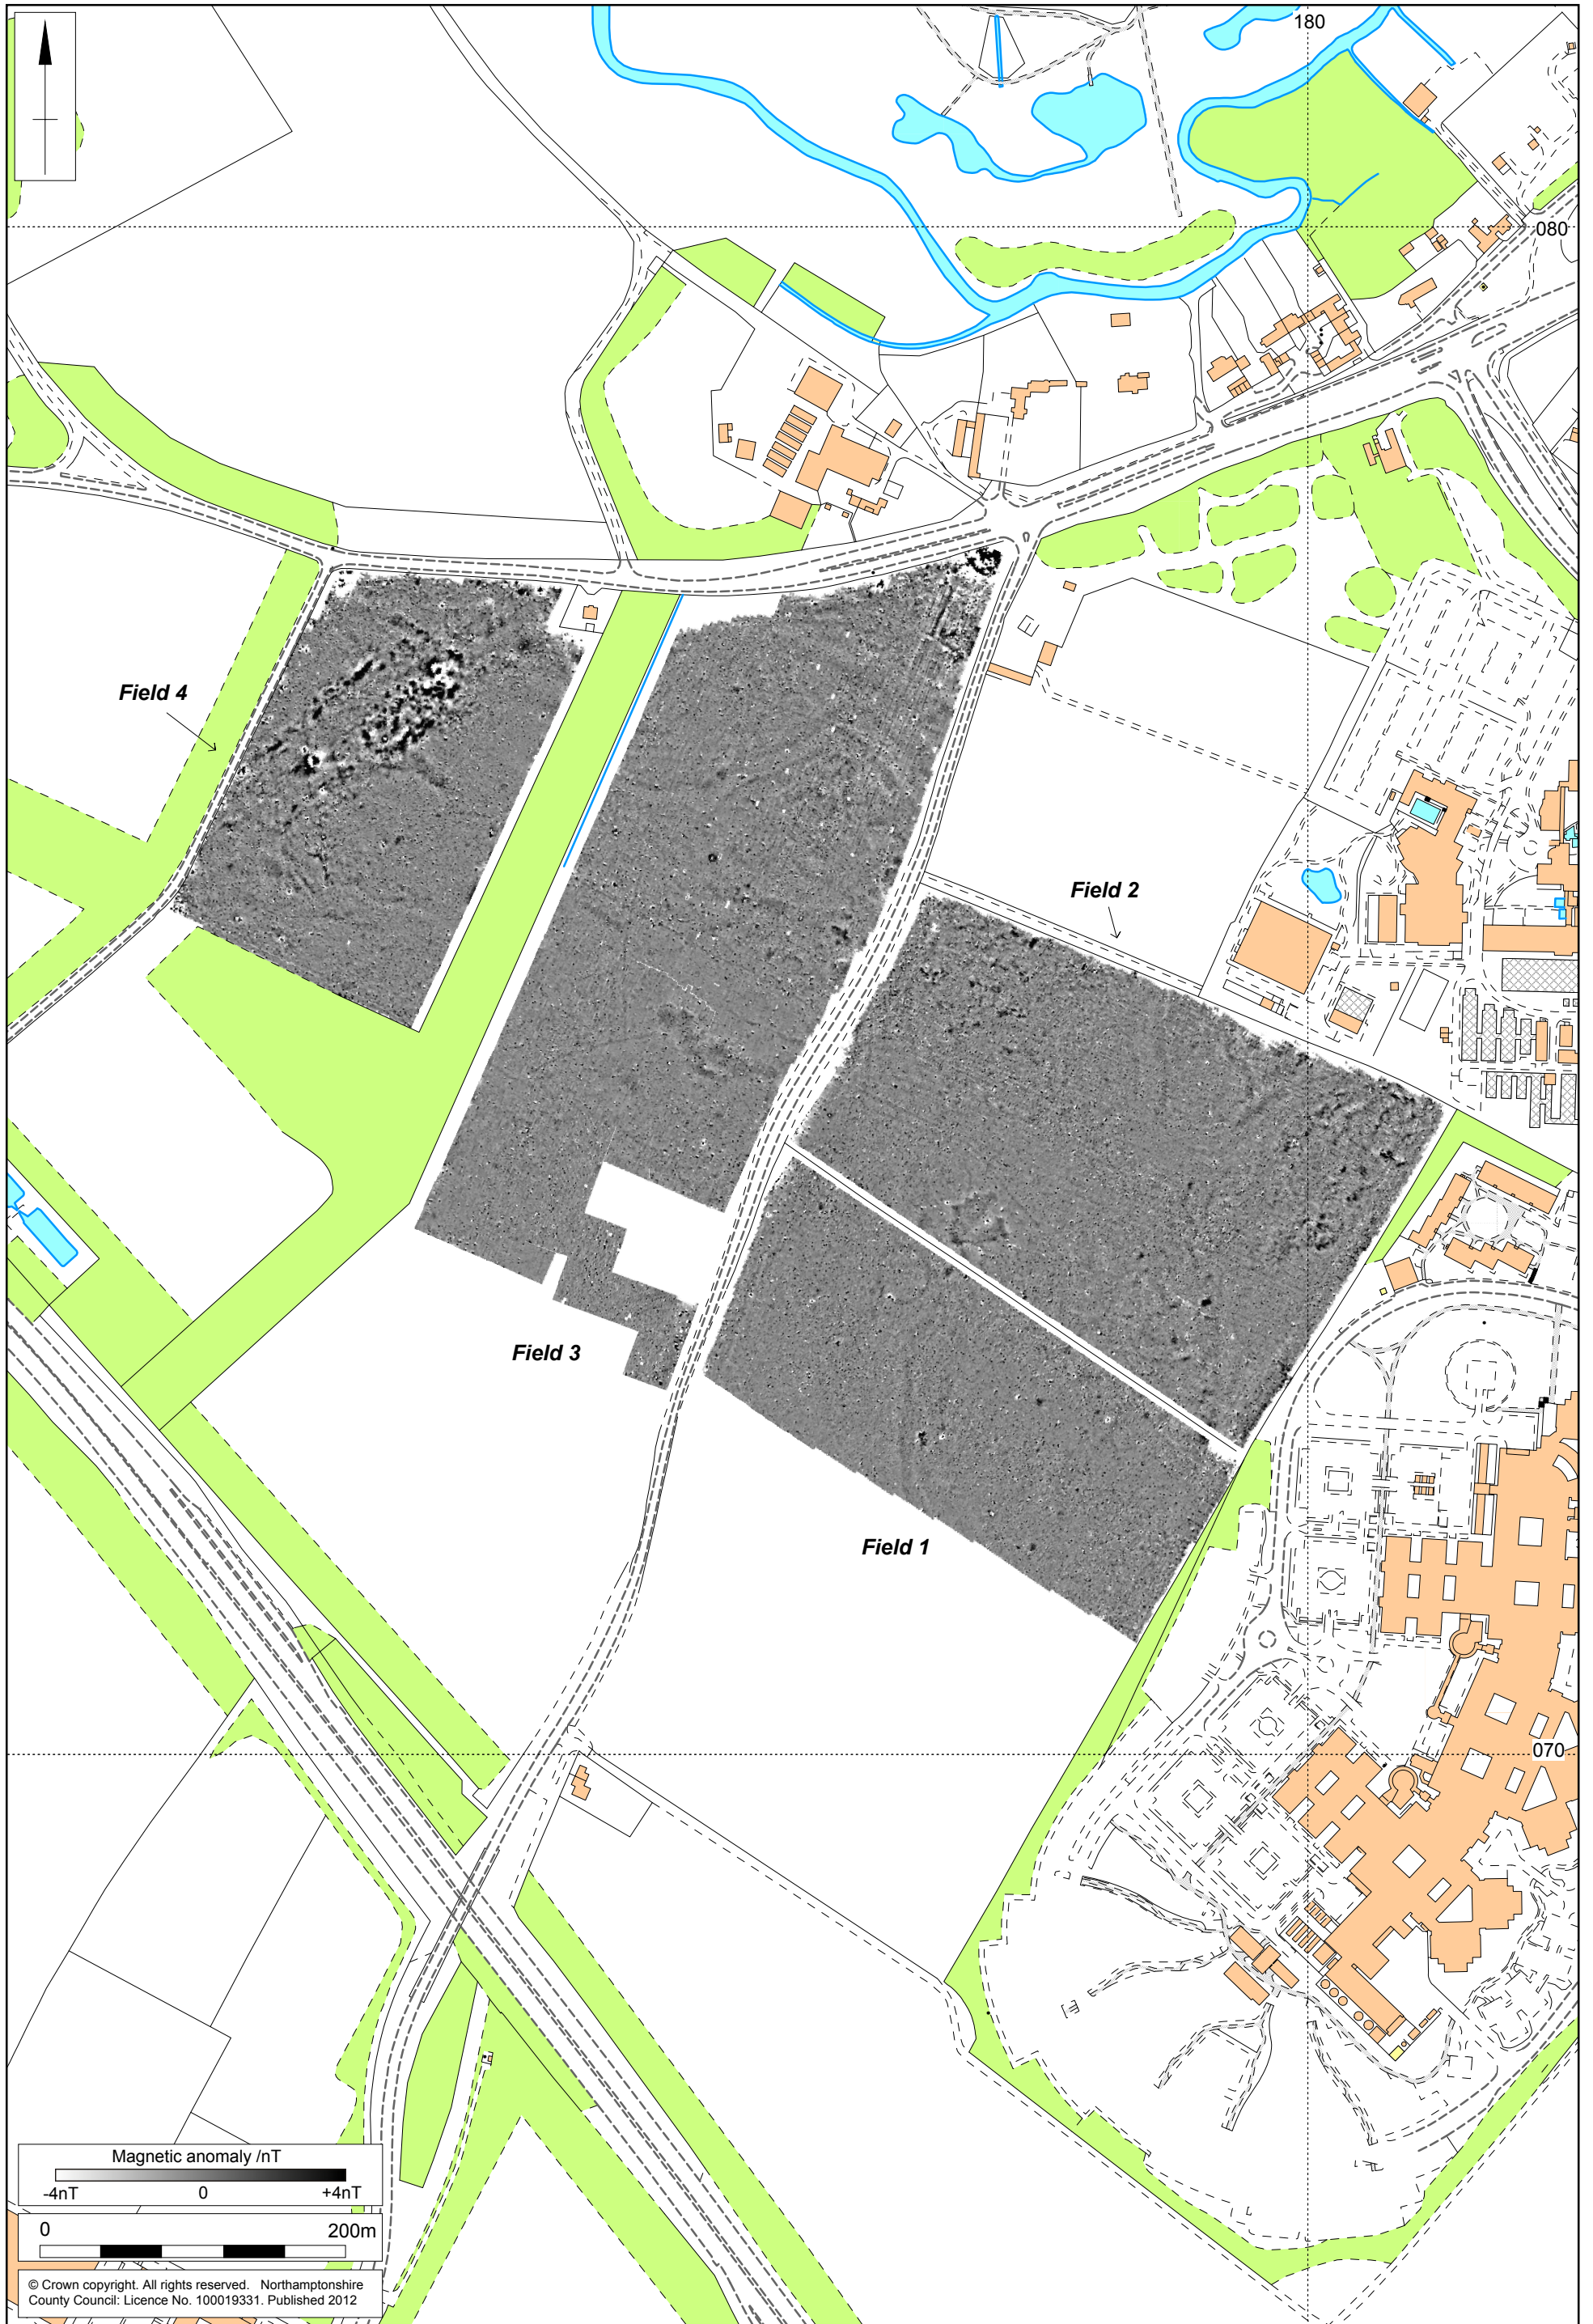 180
080
Field 4
Field 2
Field 3
Field 1
070
Magnetic anomaly /nT
-4nT 0 +4nT
0 200m
© Crown copyright. All rights reserved. Northamptonshire
County Council: Licence No. 100019331. Published 2012